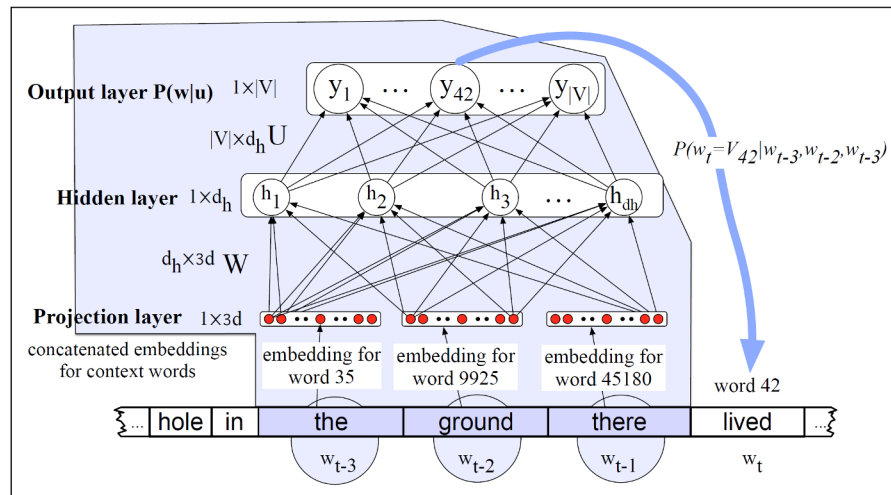 Output layer P(w|u) 1×|V|
y1 ... y42 ... y|V|
|V|×dh U
P(wt=V42|wt-3,wt-2,wt-3)
Hidden layer 1×dh
h1 h2 h3 ... hdh
dh×3d W
Projection layer 1×3d
concatenated embeddings
for context words
embedding for
word 35
embedding for
word 9925
embedding for
word 45180
word 42
... hole in the ground there lived ...
wt-3 wt-2 wt-1 wt